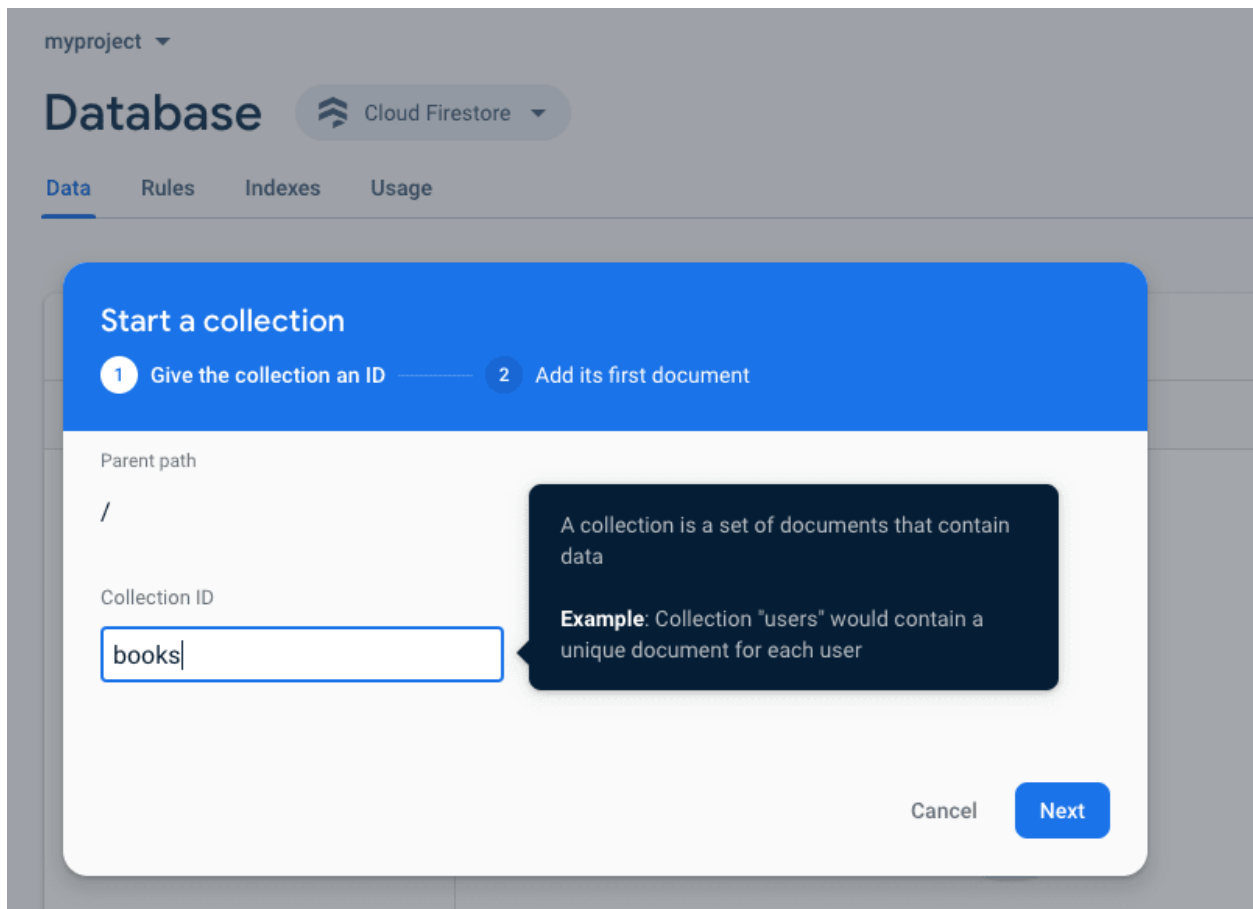 myproject
Database Cloud Firestore
Data Rules Indexes Usage
Start a collection
1 Give the collection an ID 2 Add its first document
Parent path
/
A collection is a set of documents that contain
data
Collection ID
Example: Collection "users" would contain a
unique document for each user
books
Cancel Next